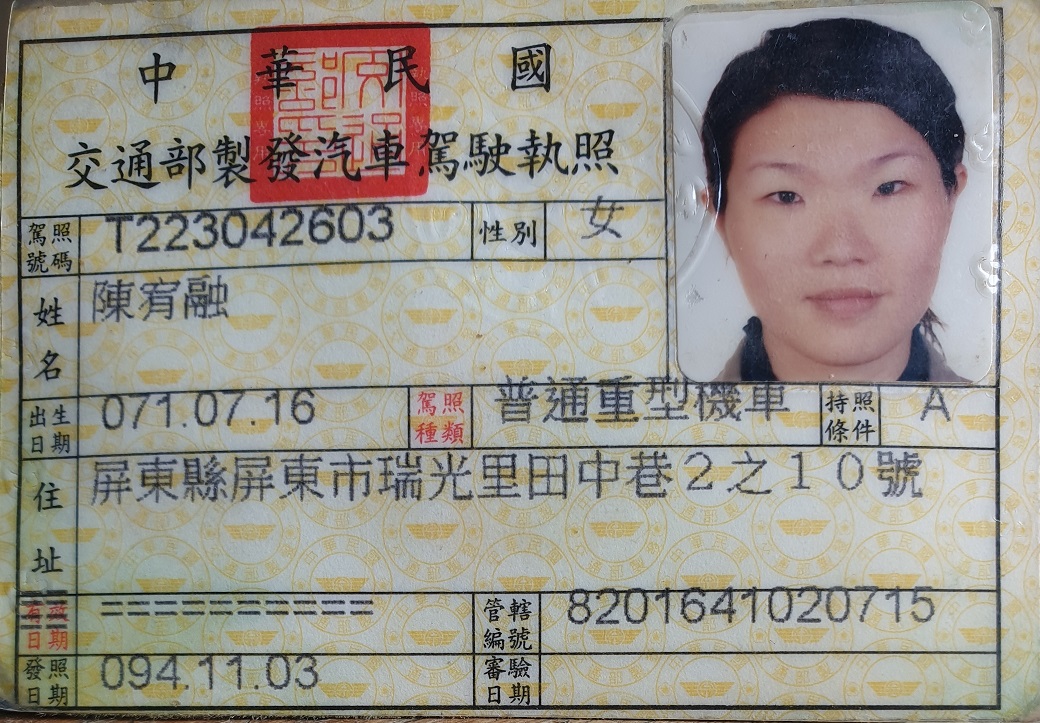 中華民國
交通部製發汽車駕駛執照
駕照號碼 T223042603 性別 女
姓名 陳宥融
出生日期 071.07.16 駕照種類 普通重型機車 持照條件 A
住址 屏東縣屏東市瑞光里田中巷２之１０號
有效日期 ========== 管轄編號 8201641020715
發照日期 094.11.03 審驗日期